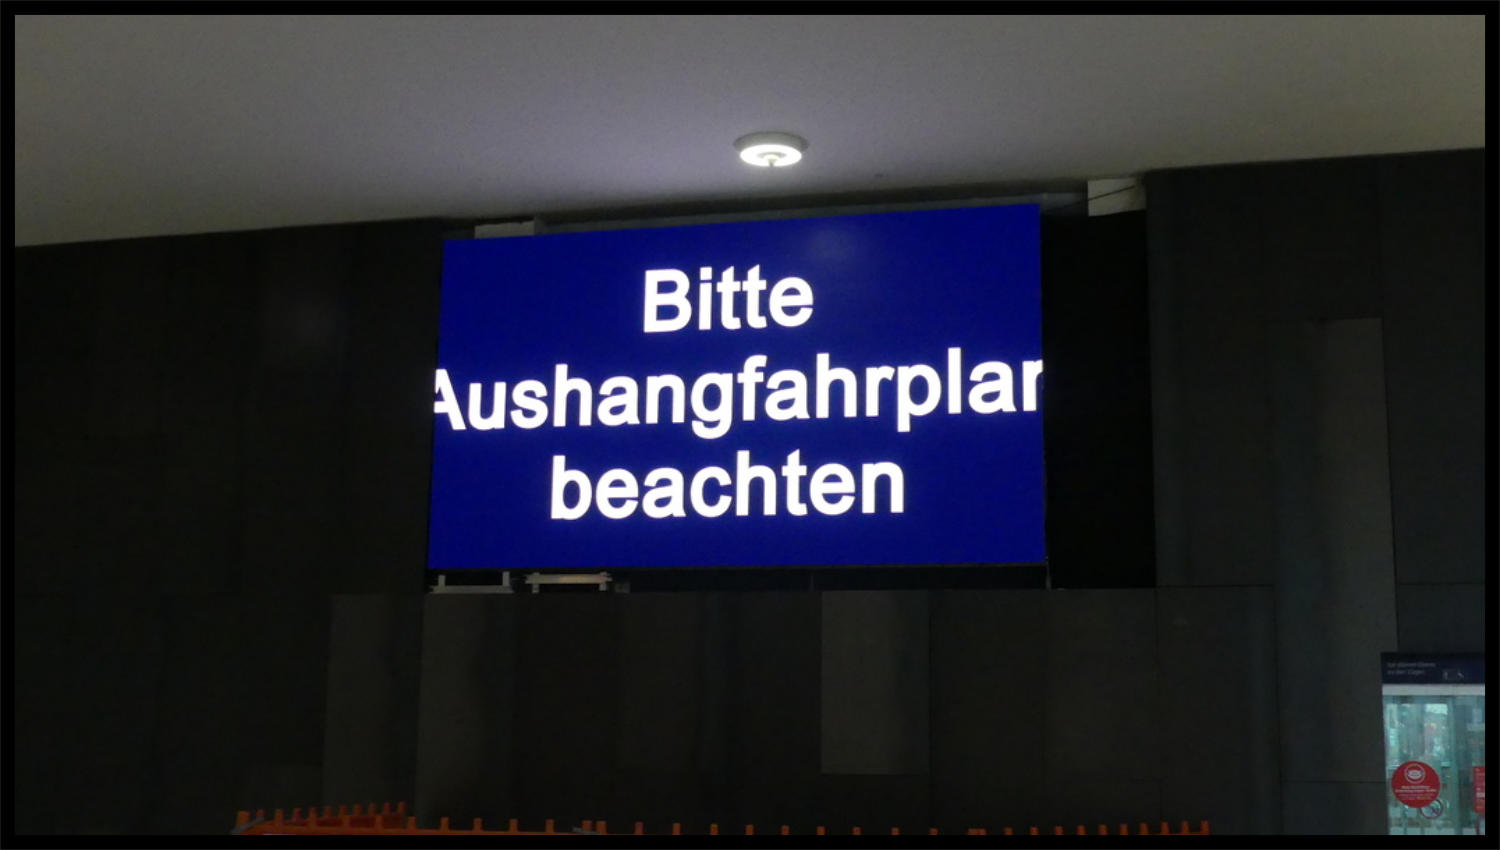 Bitte
Aushangfahrplan
beachten